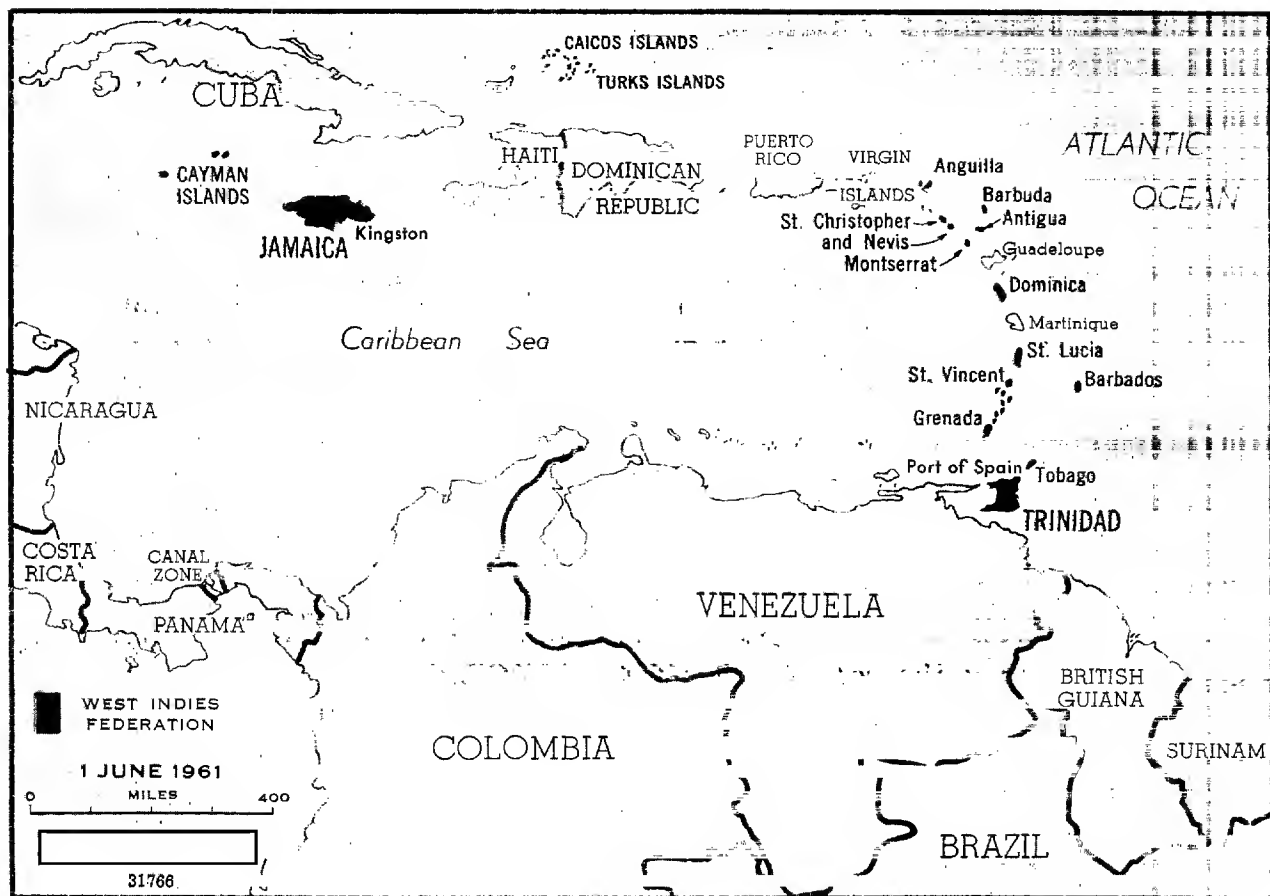 CAICOS ISLANDS
TURKS ISLANDS
CUBA
ATLANTIC
OCEAN
CAYMAN
ISLANDS
HAITI
DOMINICAN
REPUBLIC
PUERTO
RICO
VIRGIN
ISLANDS
Anguilla
Barbuda
Antigua
St. Christopher
and Nevis
Montserrat
Guadeloupe
JAMAICA
Kingston
Dominica
Martinique
Caribbean Sea
St. Lucia
St. Vincent
Barbados
Grenada
NICARAGUA
Port of Spain
Tobago
TRINIDAD
COSTA
RICA
CANAL
ZONE
PANAMA
VENEZUELA
BRITISH
GUIANA
SURINAM
COLOMBIA
BRAZIL
WEST INDIES
FEDERATION
1 JUNE 1961
MILES
0 400
31766